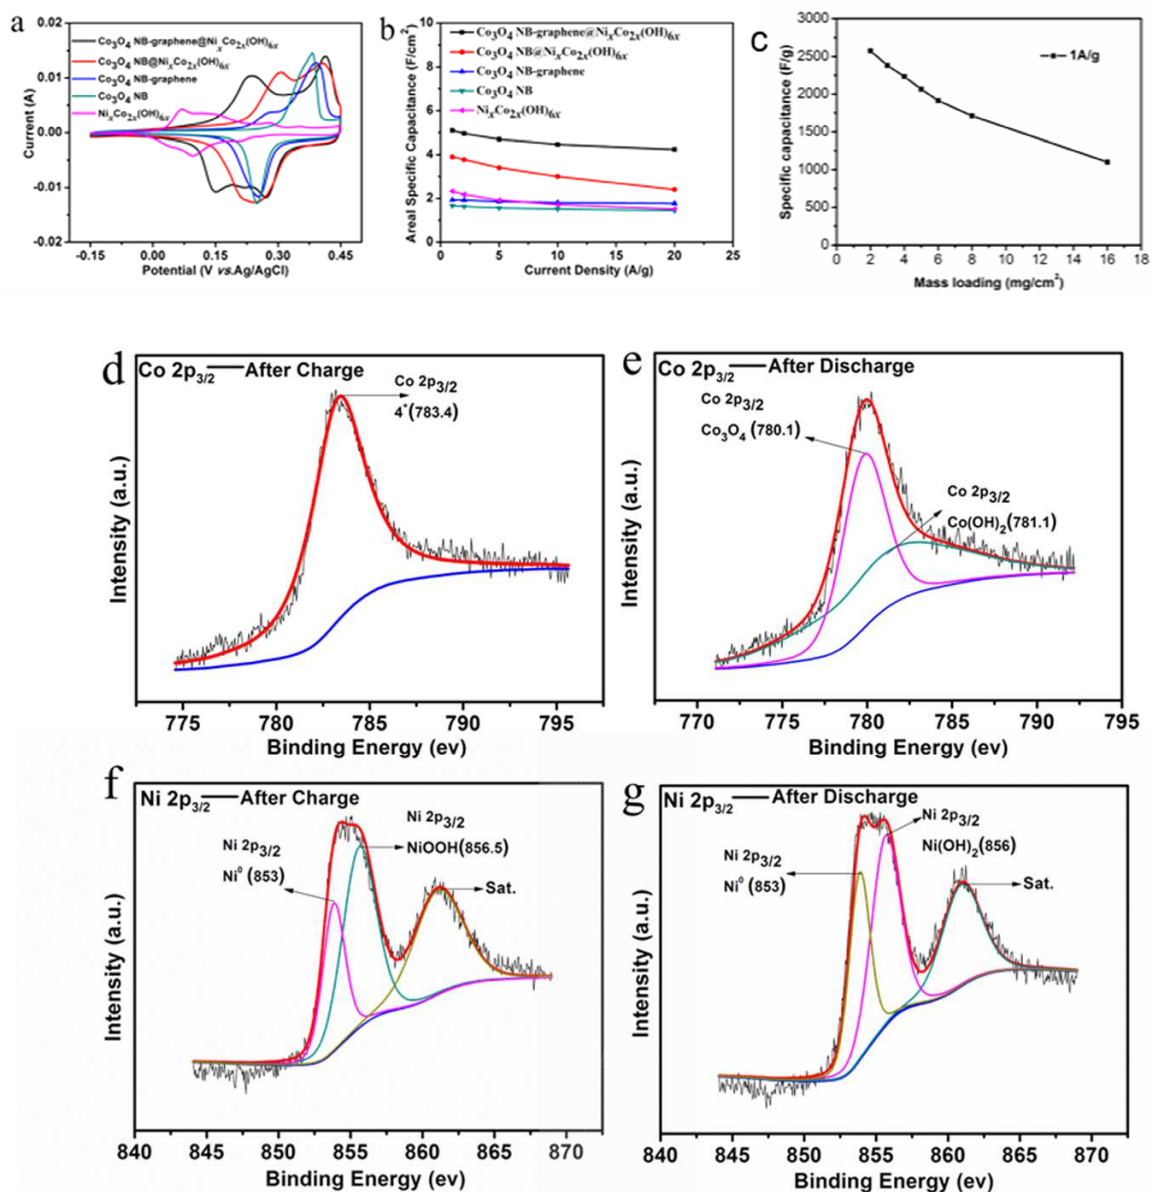 a
0.02
0.01
0.00
-0.01
-0.02
Current (A)
Co₃O₄ NB-graphene@NiₓCo₂ₓ(OH)₆ₓ
Co₃O₄ NB@NiₓCo₂ₓ(OH)₆ₓ
Co₃O₄ NB-graphene
Co₃O₄ NB
NiₓCo₂ₓ(OH)₆ₓ
-0.15 0.00 0.15 0.30 0.45
Potential (V vs.Ag/AgCl)
b
10
8
6
4
2
0
Areal Specific Capacitance (F/cm²)
Co₃O₄ NB-graphene@NiₓCo₂ₓ(OH)₆ₓ
Co₃O₄ NB@NiₓCo₂ₓ(OH)₆ₓ
Co₃O₄ NB-graphene
Co₃O₄ NB
NiₓCo₂ₓ(OH)₆ₓ
0 5 10 15 20 25
Current Density (A/g)
c
3000
2500
2000
1500
1000
500
0
Specific capacitance (F/g)
1A/g
0 2 4 6 8 10 12 14 16 18
Mass loading (mg/cm²)
d
Co 2p3/2 — After Charge
Co 2p3/2
4⁺(783.4)
Intensity (a.u.)
775 780 785 790 795
Binding Energy (ev)
e
Co 2p3/2 — After Discharge
Co 2p3/2
Co₃O₄ (780.1)
Co 2p3/2
Co(OH)₂(781.1)
Intensity (a.u.)
770 775 780 785 790 795
Binding Energy (ev)
f
Ni 2p3/2 — After Charge
Ni 2p3/2
NiOOH(856.5)
Ni 2p3/2
Ni⁰ (853)
Sat.
Intensity (a.u.)
840 845 850 855 860 865 870
Binding Energy (ev)
g
Ni 2p3/2 — After Discharge
Ni 2p3/2
Ni(OH)₂(856)
Ni 2p3/2
Ni⁰ (853)
Sat.
Intensity (a.u.)
840 845 850 855 860 865 870
Binding Energy (ev)